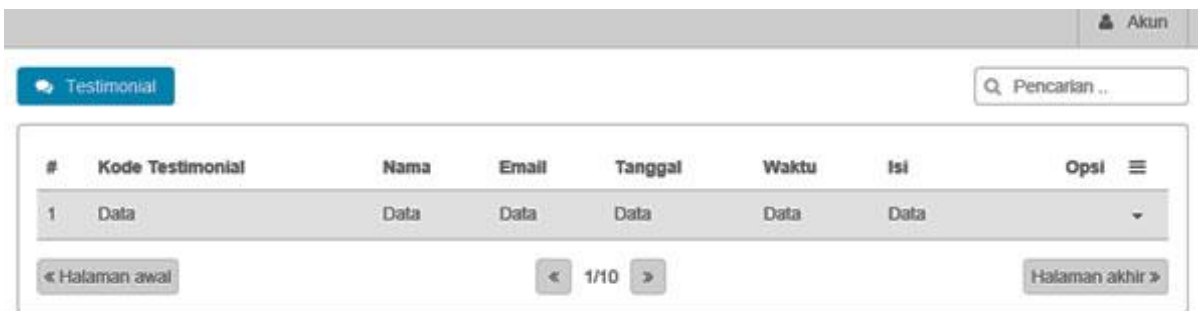 Akun
Testimonial
Pencarian ..
# Kode Testimonial Nama Email Tanggal Waktu Isi Opsi
1 Data Data Data Data Data Data
« Halaman awal « 1/10 » Halaman akhir »